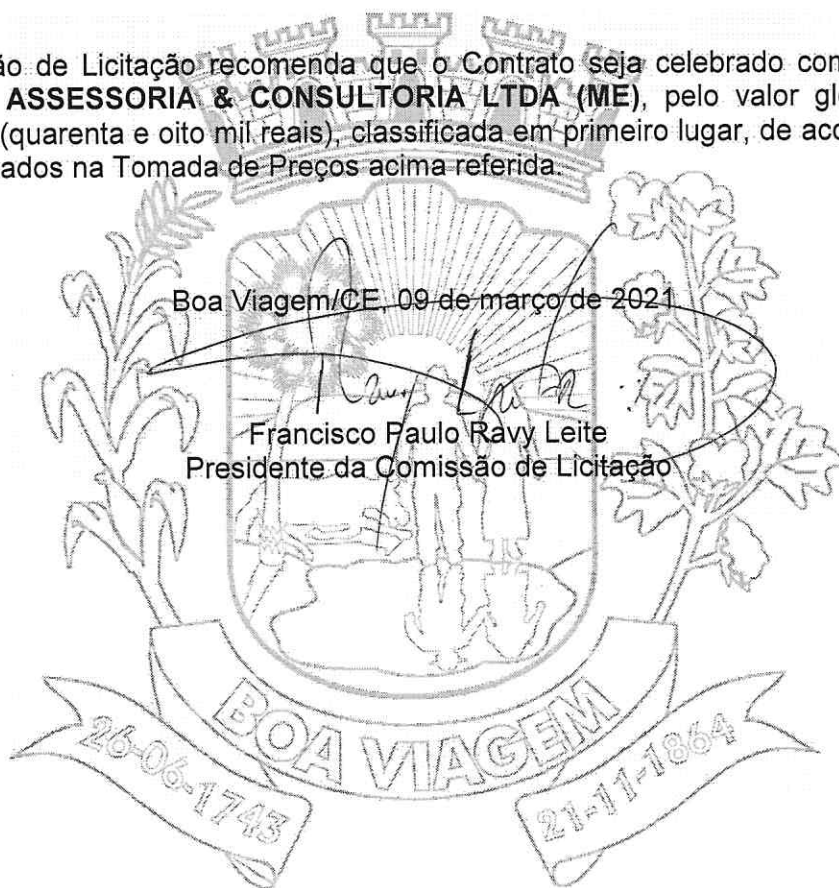 ão de Licitação recomenda que o Contrato seja celebrado com
ASSESSORIA & CONSULTORIA LTDA (ME), pelo valor gl
(quarenta e oito mil reais), classificada em primeiro lugar, de aco
ados na Tomada de Preços acima referida.
Boa Viagem/CE, 09 de março de 2021
Francisco Paulo Ravy Leite
Presidente da Comissão de Licitação
BOA VIAGEM
26-06-1743
21-11-1864